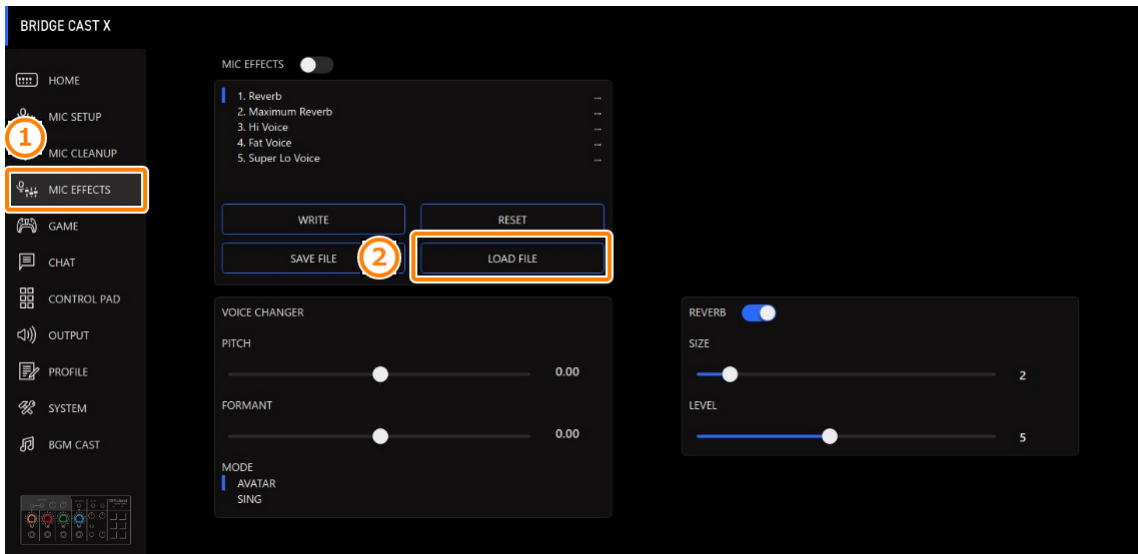 BRIDGE CAST X
HOME
MIC SETUP
1
MIC CLEANUP
MIC EFFECTS
GAME
CHAT
CONTROL PAD
OUTPUT
PROFILE
SYSTEM
BGM CAST
MIC EFFECTS
1. Reverb ...
2. Maximum Reverb ...
3. Hi Voice ...
4. Fat Voice ...
5. Super Lo Voice ...
WRITE RESET
SAVE FILE 2 LOAD FILE
VOICE CHANGER
PITCH
0.00
FORMANT
0.00
MODE
AVATAR
SING
REVERB
SIZE
2
LEVEL
5